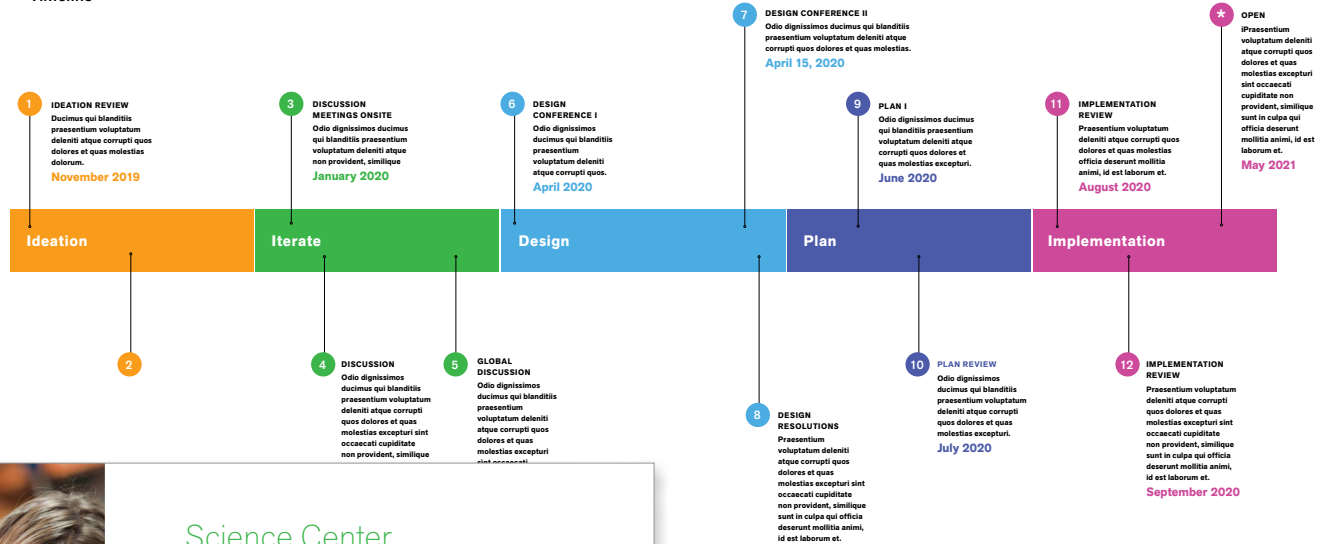 Timeline
7
DESIGN CONFERENCE II
Odio dignissimos ducimus qui blanditiis
praesentium voluptatum deleniti atque
corrupti quos dolores et quas molestias.
April 15, 2020
*
OPEN
iPraesentium
voluptatum deleniti
atque corrupti quos
dolores et quas
molestias excepturi
sint occaecati
cupiditate non
provident, similique
sunt in culpa qui
officia deserunt
mollitia animi, id est
laborum et.
May 2021
1
IDEATION REVIEW
Ducimus qui blanditiis
praesentium voluptatum
deleniti atque corrupti quos
dolores et quas molestias
dolorum.
November 2019
3
DISCUSSION
MEETINGS ONSITE
Odio dignissimos ducimus
qui blanditiis praesentium
voluptatum deleniti atque
non provident, similique
January 2020
6
DESIGN
CONFERENCE I
Odio dignissimos
ducimus qui blanditiis
praesentium
voluptatum deleniti
atque corrupti quos.
April 2020
9
PLAN I
Odio dignissimos ducimus
qui blanditiis praesentium
voluptatum deleniti atque
corrupti quos dolores et
quas molestias excepturi.
June 2020
11
IMPLEMENTATION
REVIEW
Praesentium voluptatum
deleniti atque corrupti quos
dolores et quas molestias
officia deserunt mollitia
animi, id est laborum et.
August 2020
Ideation
Iterate
Design
Plan
Implementation
2
4
DISCUSSION
Odio dignissimos
ducimus qui blanditiis
praesentium voluptatum
deleniti atque corrupti
quos dolores et quas
molestias excepturi sint
occaecati cupiditate
non provident, similique
5
GLOBAL
DISCUSSION
Odio dignissimos
ducimus qui blanditiis
praesentium
voluptatum deleniti
atque corrupti quos
dolores et quas
molestias excepturi
sint occaecati
8
DESIGN
RESOLUTIONS
Praesentium
voluptatum deleniti
atque corrupti quos
dolores et quas
molestias excepturi sint
occaecati cupiditate
non provident, similique
sunt in culpa qui officia
deserunt mollitia animi,
id est laborum et.
10
PLAN REVIEW
Odio dignissimos
ducimus qui blanditiis
praesentium voluptatum
deleniti atque corrupti
quos dolores et quas
molestias excepturi.
July 2020
12
IMPLEMENTATION
REVIEW
Praesentium voluptatum
deleniti atque corrupti
quos dolores et quas
molestias excepturi sint
occaecati cupiditate
non provident, similique
sunt in culpa qui officia
deserunt mollitia animi,
id est laborum et.
September 2020
Science Center